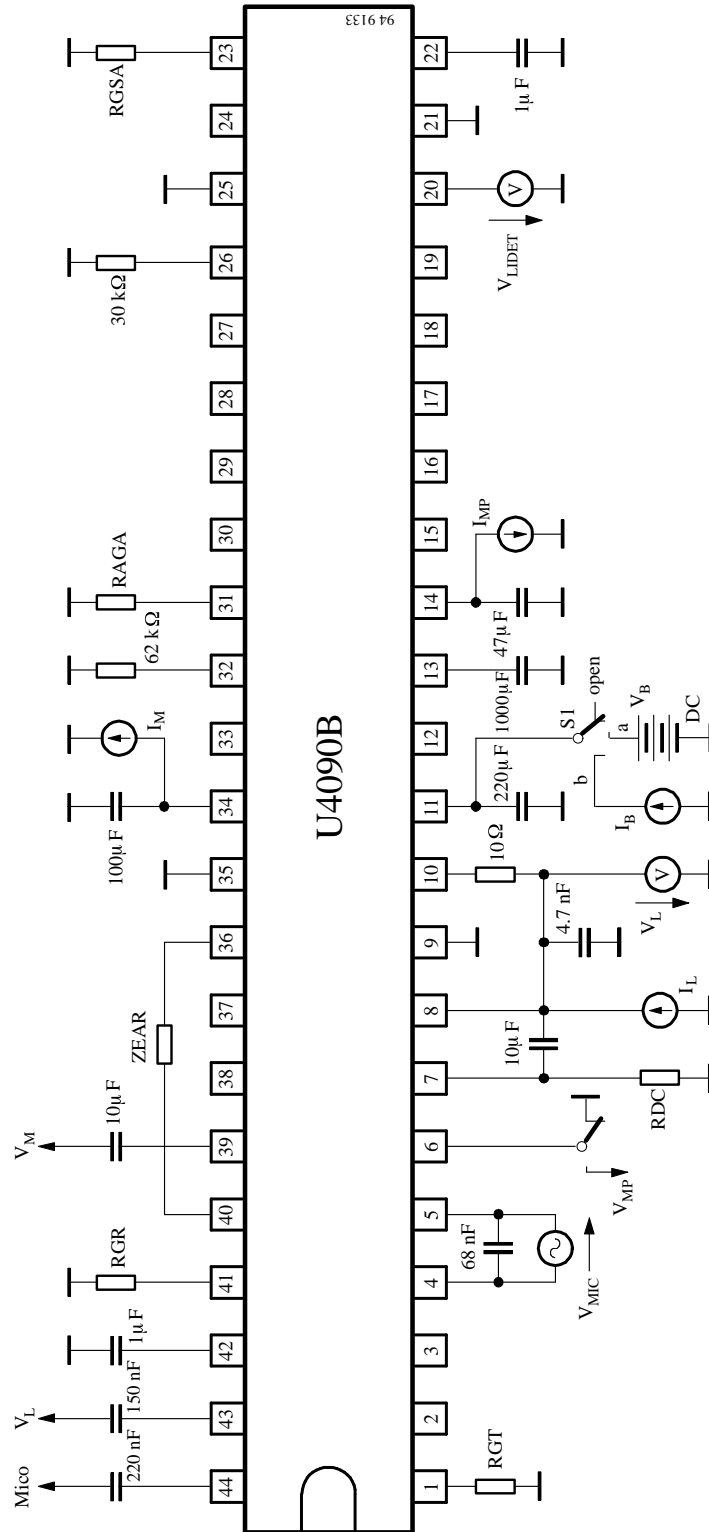 94 9133
U4090B
Mico
220 nF
V_L
150 nF
1μF
RGR
V_M
10μF
ZEAR
100μF
I_M
62 kΩ
RAGA
30 kΩ
RGSA
44
43
42
41
40
39
38
37
36
35
34
33
32
31
30
29
28
27
26
25
24
23
1
2
3
4
5
6
7
8
9
10
11
12
13
14
15
16
17
18
19
20
21
22
RGT
68 nF
V_MIC
V_MP
10μF
RDC
I_L
4.7 nF
10Ω
V
V_L
220μF
b
I_B
S1
a
open
V_B
DC
1000μF
47μF
I_MP
V
V_LIDET
1μF